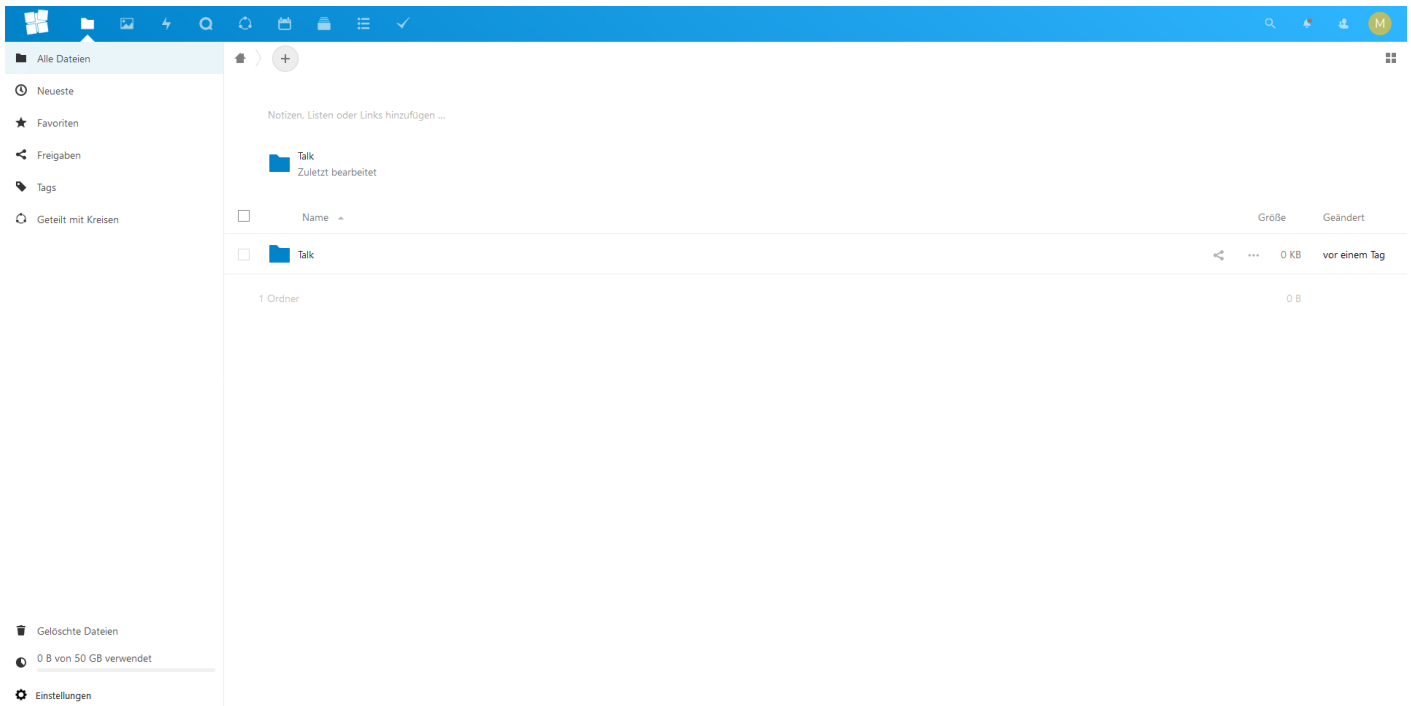 M
Alle Dateien
Neueste
Favoriten
Freigaben
Tags
Geteilt mit Kreisen
Notizen, Listen oder Links hinzufügen ...
Talk
Zuletzt bearbeitet
Name Größe Geändert
Talk 0 KB vor einem Tag
1 Ordner 0 B
Gelöschte Dateien
0 B von 50 GB verwendet
Einstellungen